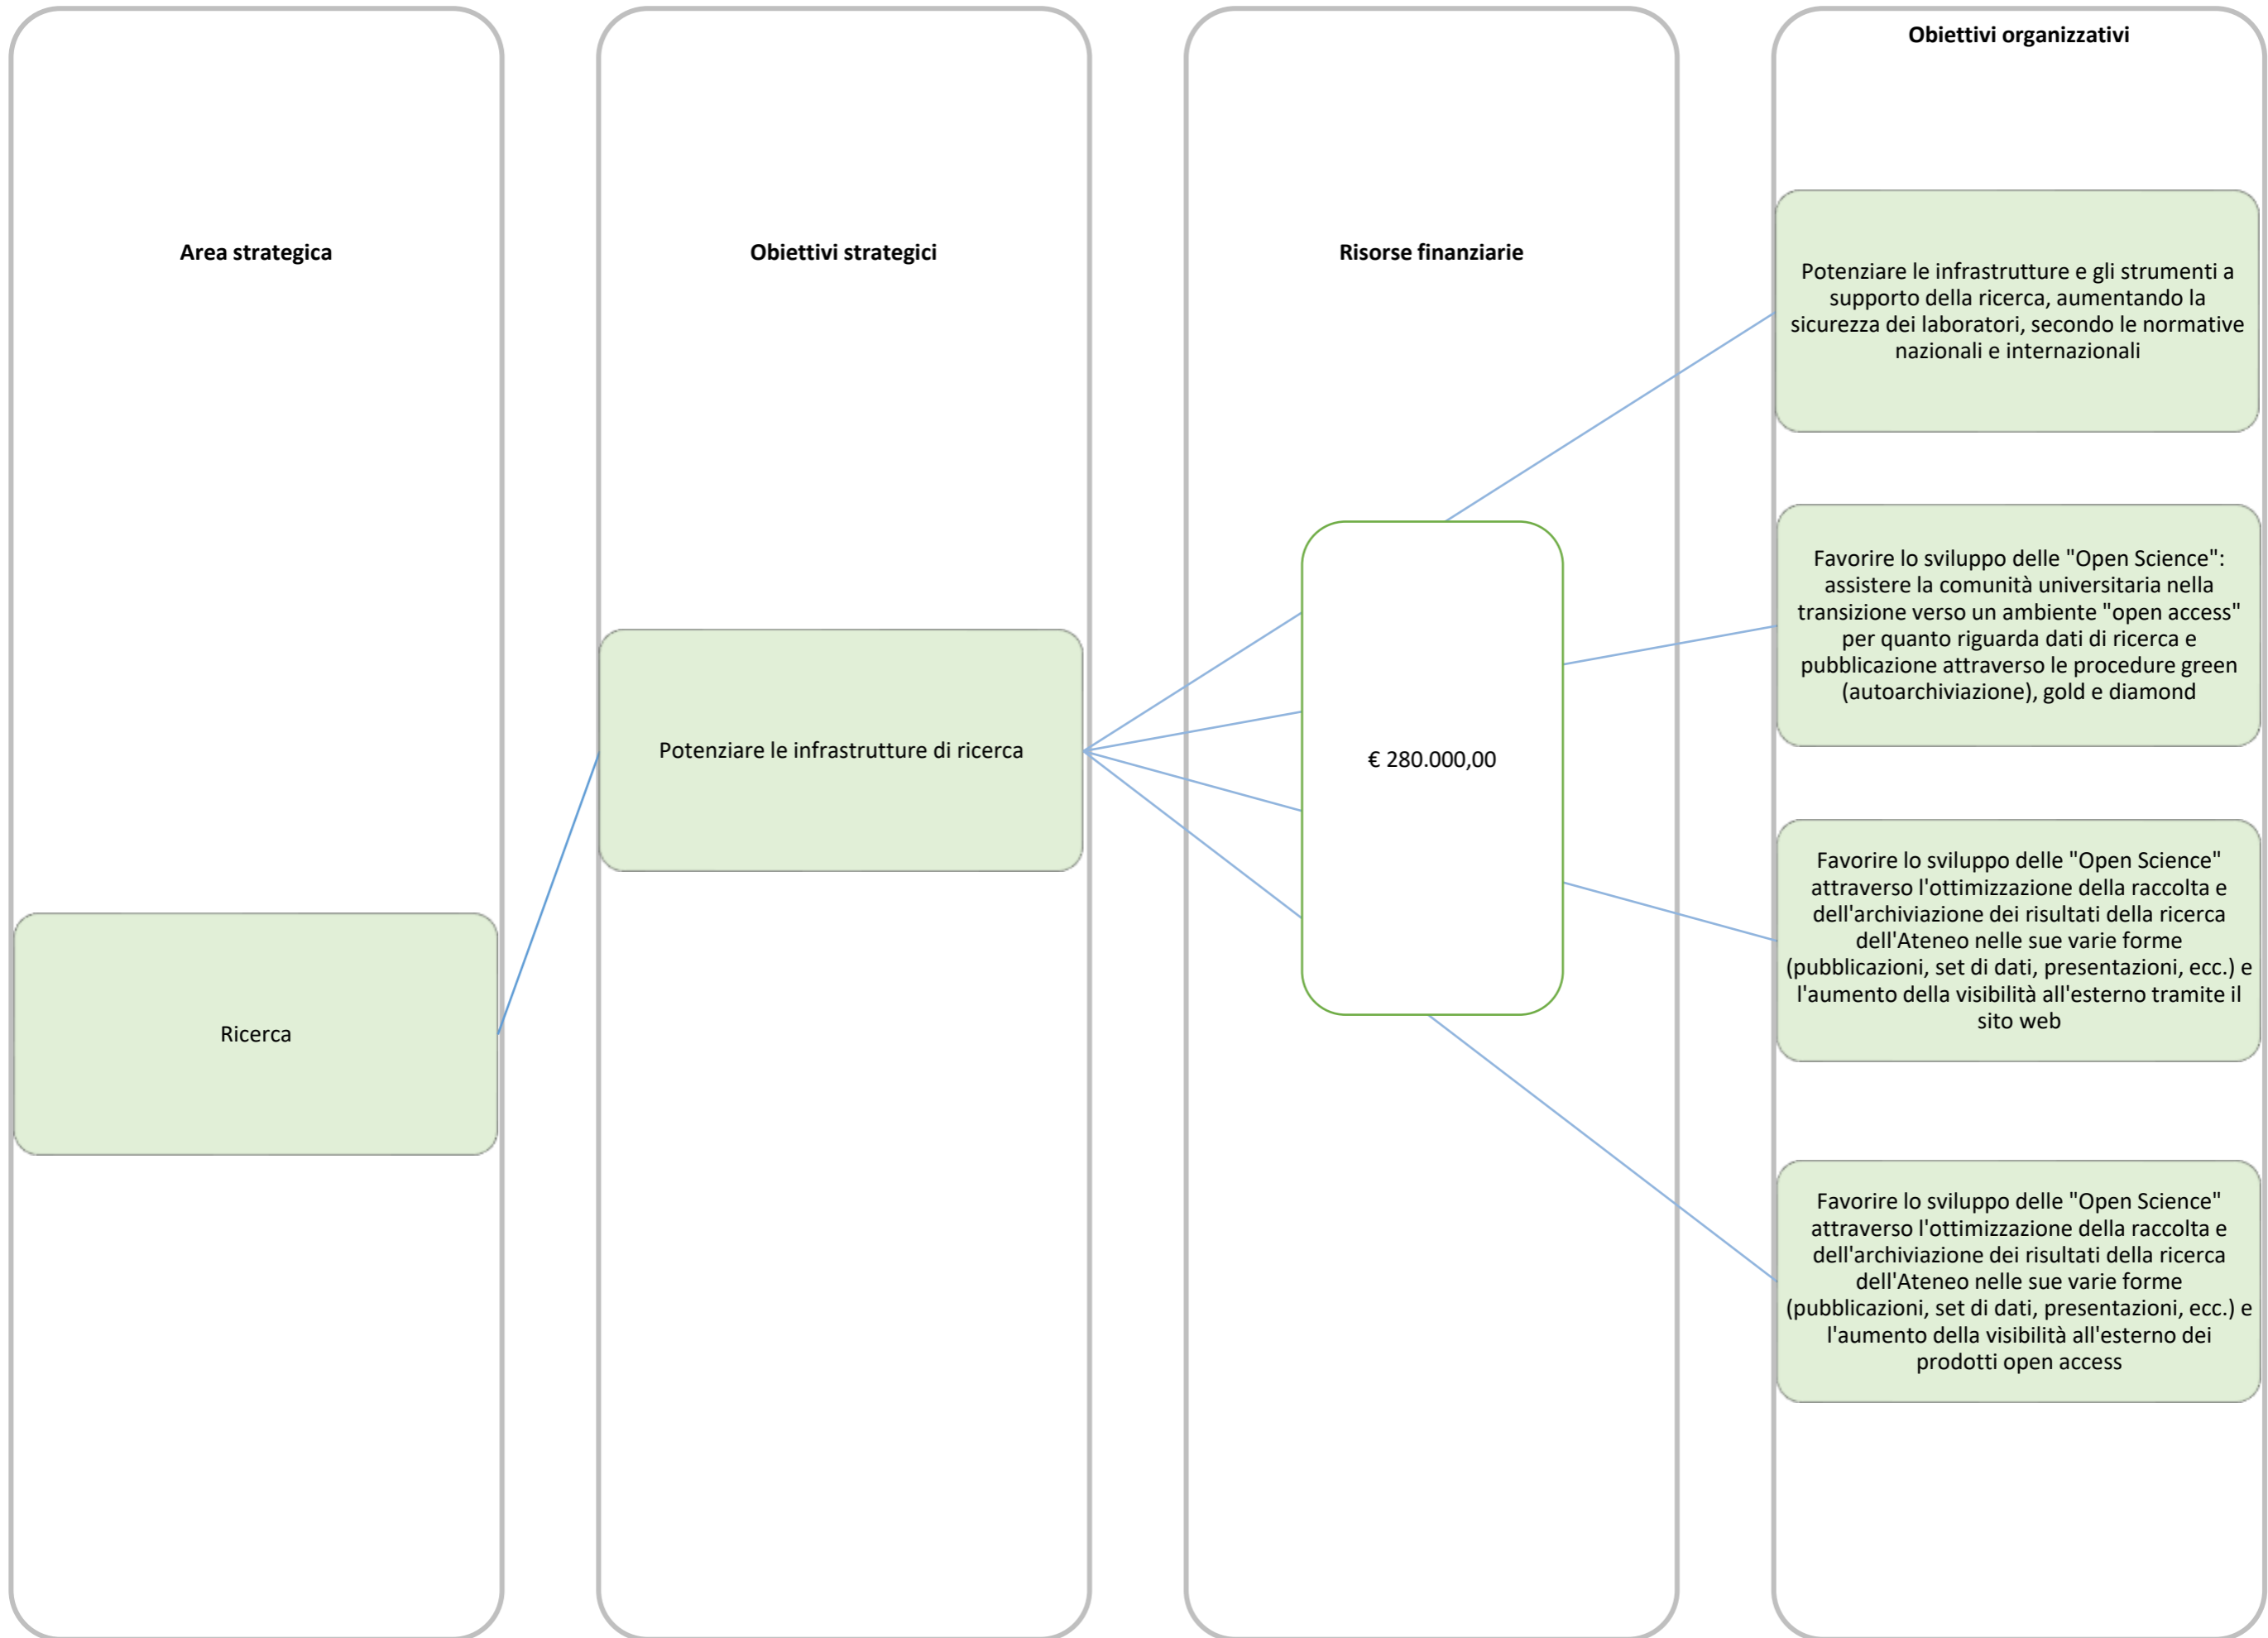 Area strategica
Ricerca
Obiettivi strategici
Potenziare le infrastrutture di ricerca
Risorse finanziarie
€ 280.000,00
Obiettivi organizzativi
Potenziare le infrastrutture e gli strumenti a
supporto della ricerca, aumentando la
sicurezza dei laboratori, secondo le normative
nazionali e internazionali
Favorire lo sviluppo delle "Open Science":
assistere la comunità universitaria nella
transizione verso un ambiente "open access"
per quanto riguarda dati di ricerca e
pubblicazione attraverso le procedure green
(autoarchiviazione), gold e diamond
Favorire lo sviluppo delle "Open Science"
attraverso l'ottimizzazione della raccolta e
dell'archiviazione dei risultati della ricerca
dell'Ateneo nelle sue varie forme
(pubblicazioni, set di dati, presentazioni, ecc.) e
l'aumento della visibilità all'esterno tramite il
sito web
Favorire lo sviluppo delle "Open Science"
attraverso l'ottimizzazione della raccolta e
dell'archiviazione dei risultati della ricerca
dell'Ateneo nelle sue varie forme
(pubblicazioni, set di dati, presentazioni, ecc.) e
l'aumento della visibilità all'esterno dei
prodotti open access